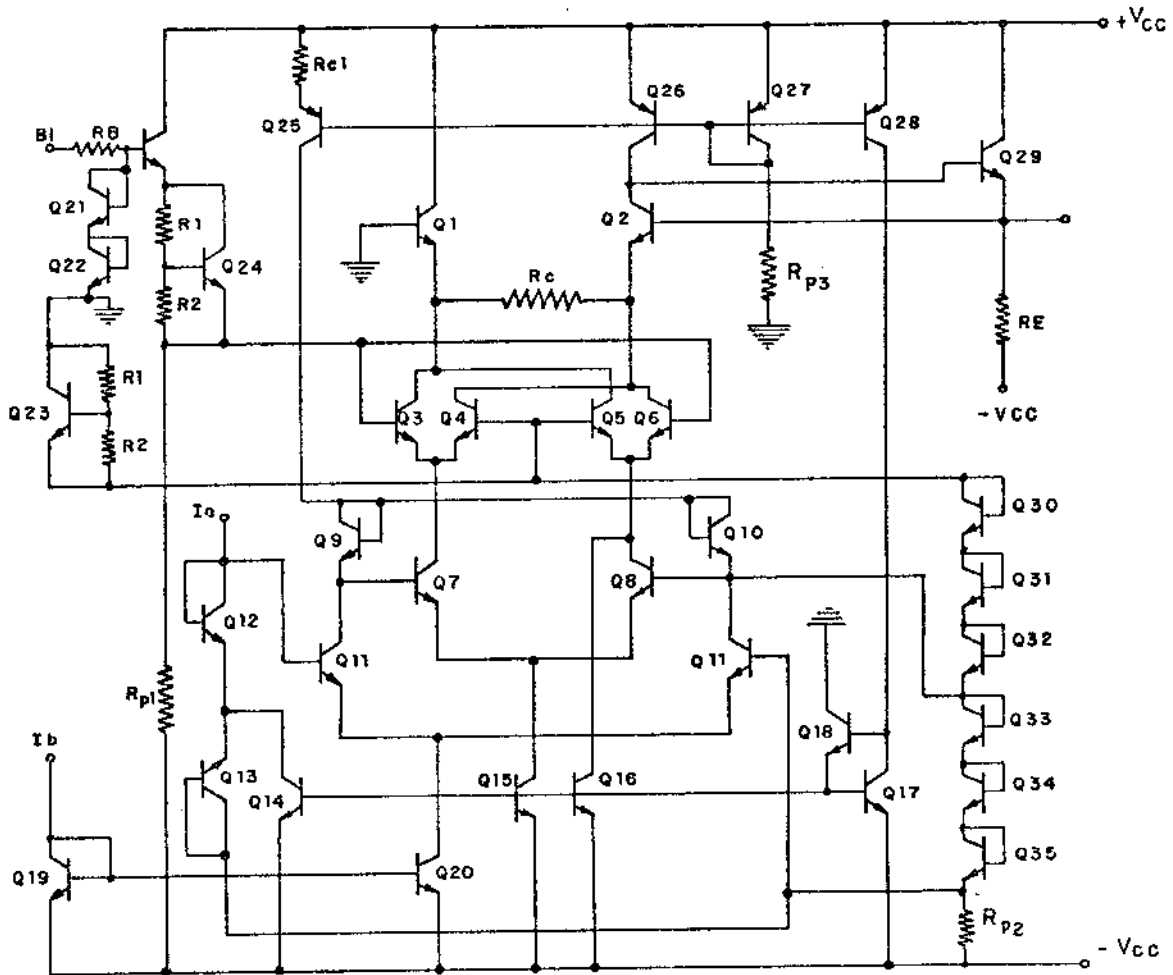 +VCC
Rc1
Q26
Q27
BI
RB
Q25
Q28
Q29
Q21
R1
Q1
Q2
Q22
Q24
Rc
RP3
R2
RE
R1
Q23
Q3
Q4
Q5
Q6
-VCC
R2
Q30
Ia
Q9
Q10
Q31
Q7
Q8
Q12
Q32
Q11
Q11
Rp1
Q33
Q18
Ib
Q13
Q34
Q14
Q15
Q16
Q17
Q35
Q19
Q20
RP2
-VCC